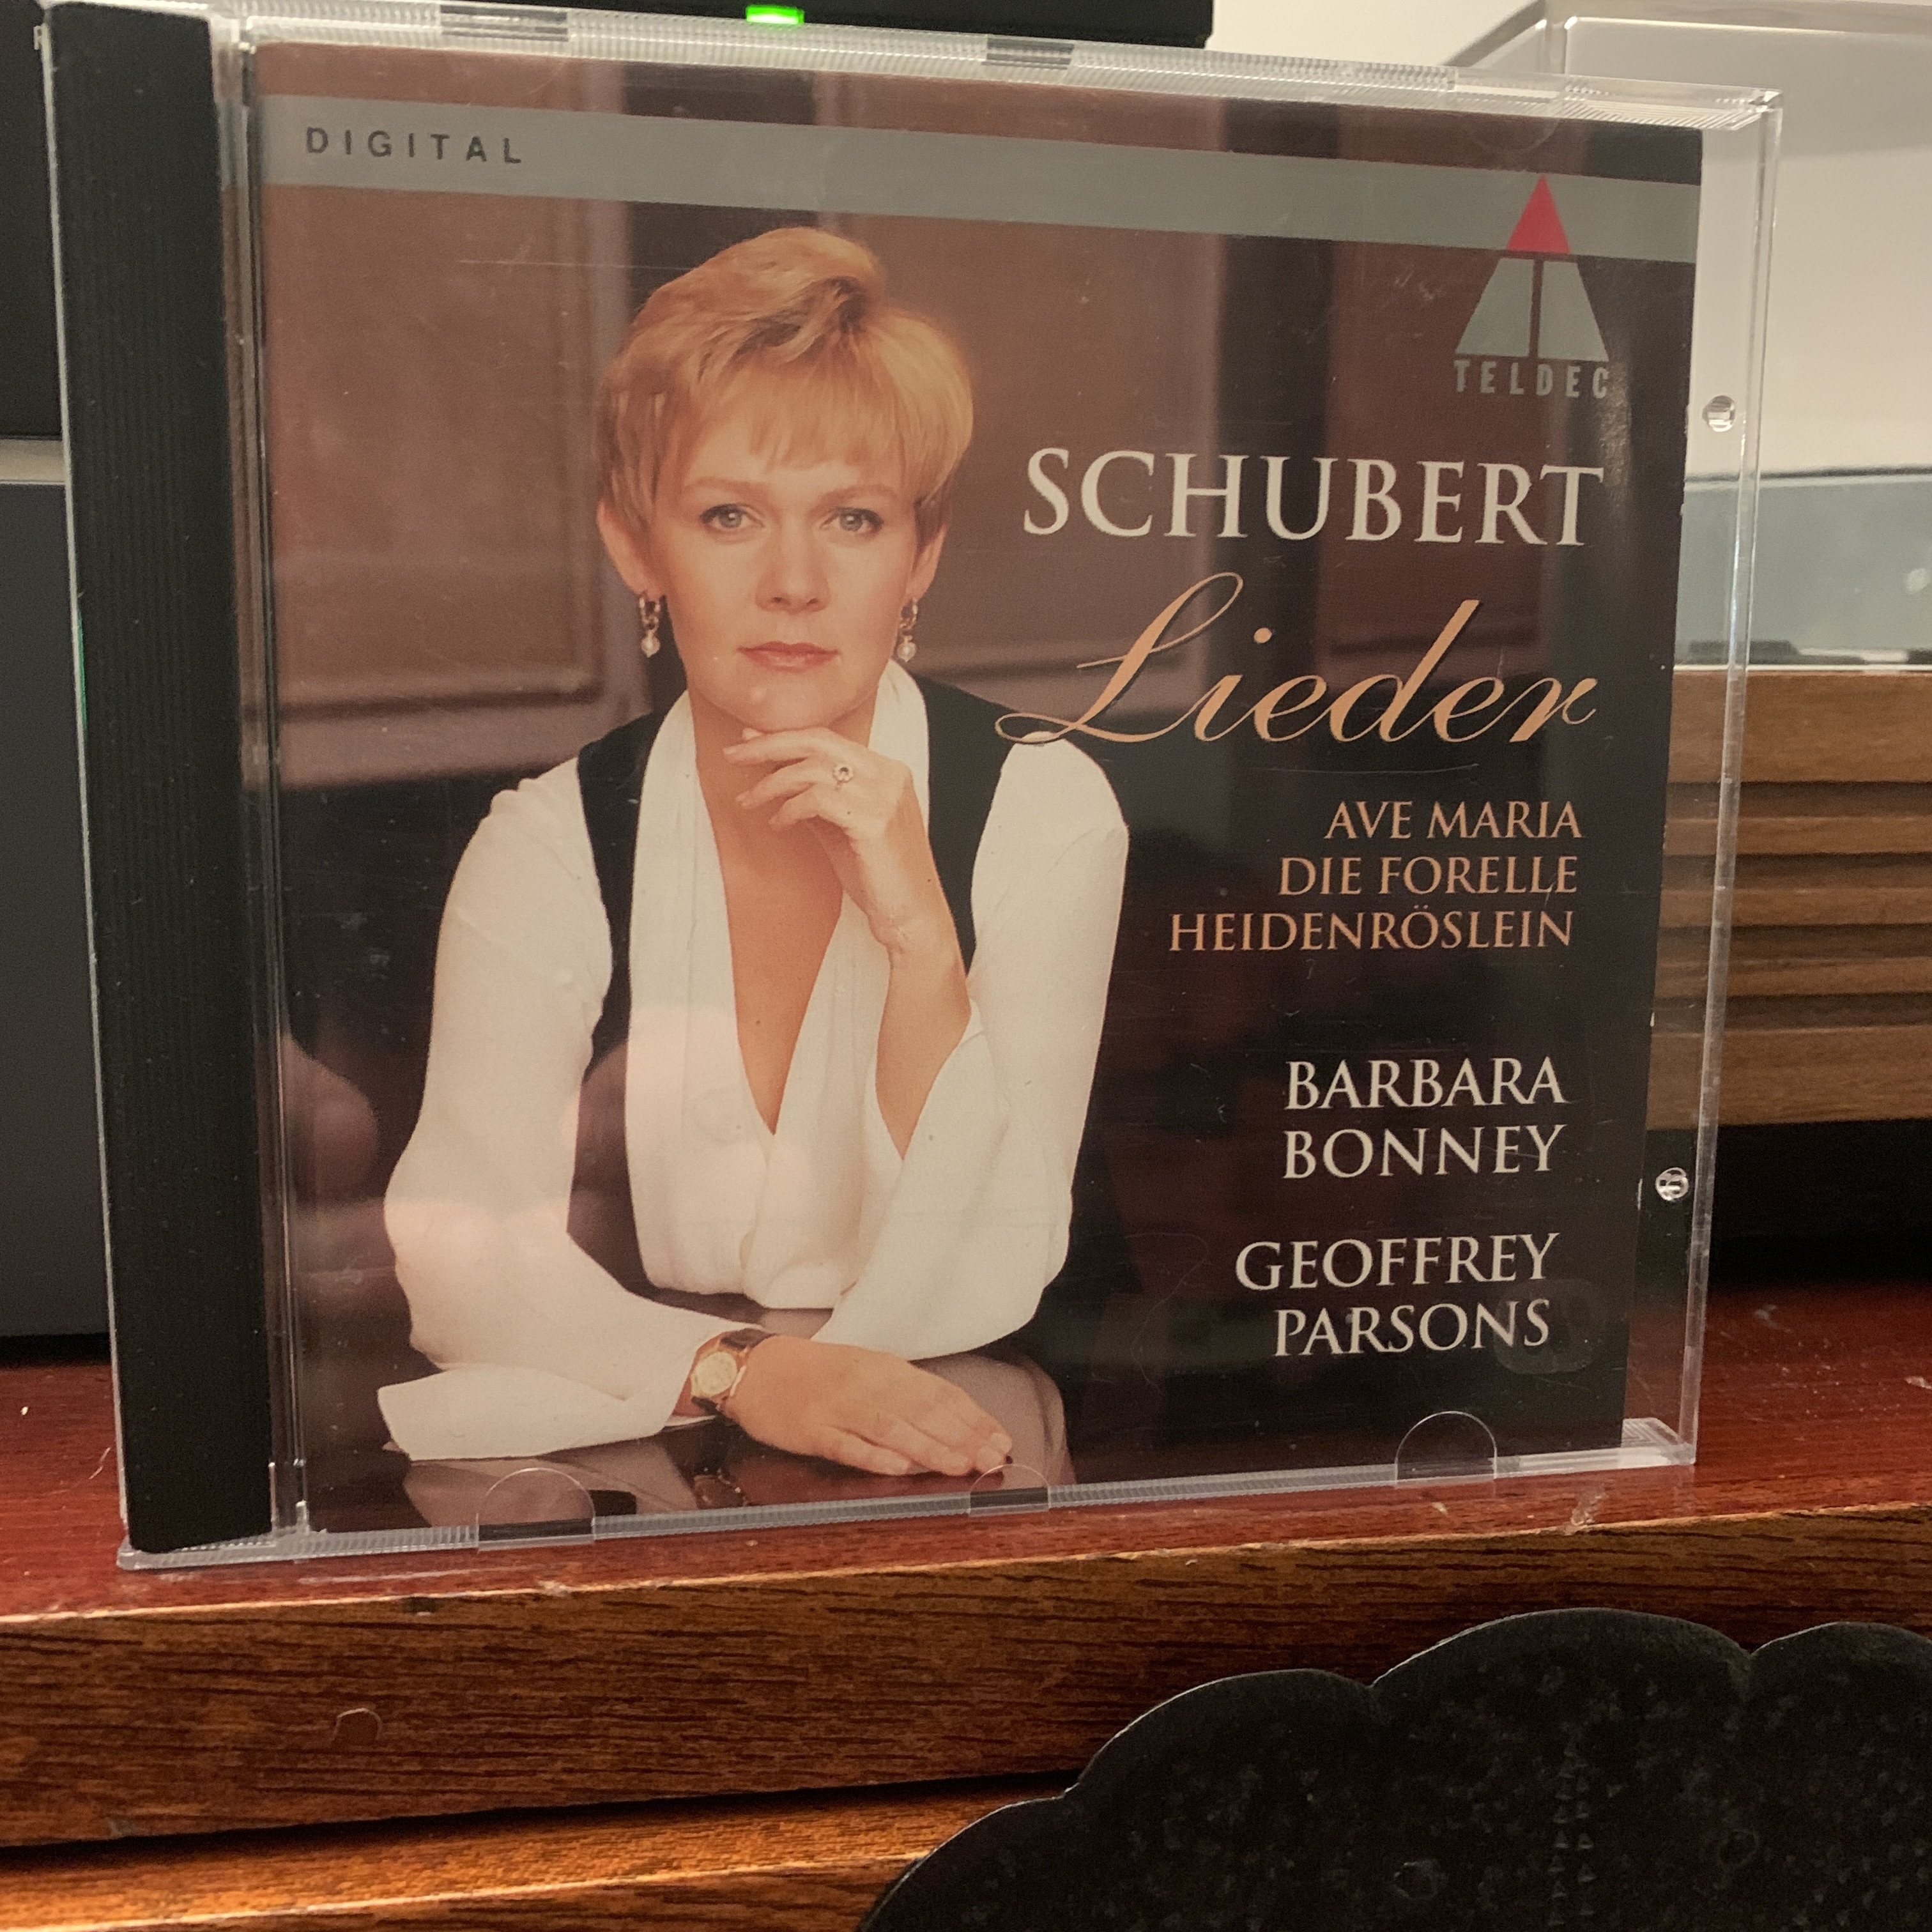 DIGITAL
TELDEC
SCHUBERT
Lieder
AVE MARIA
DIE FORELLE
HEIDENRÖSLEIN
BARBARA
BONNEY
GEOFFREY
PARSONS